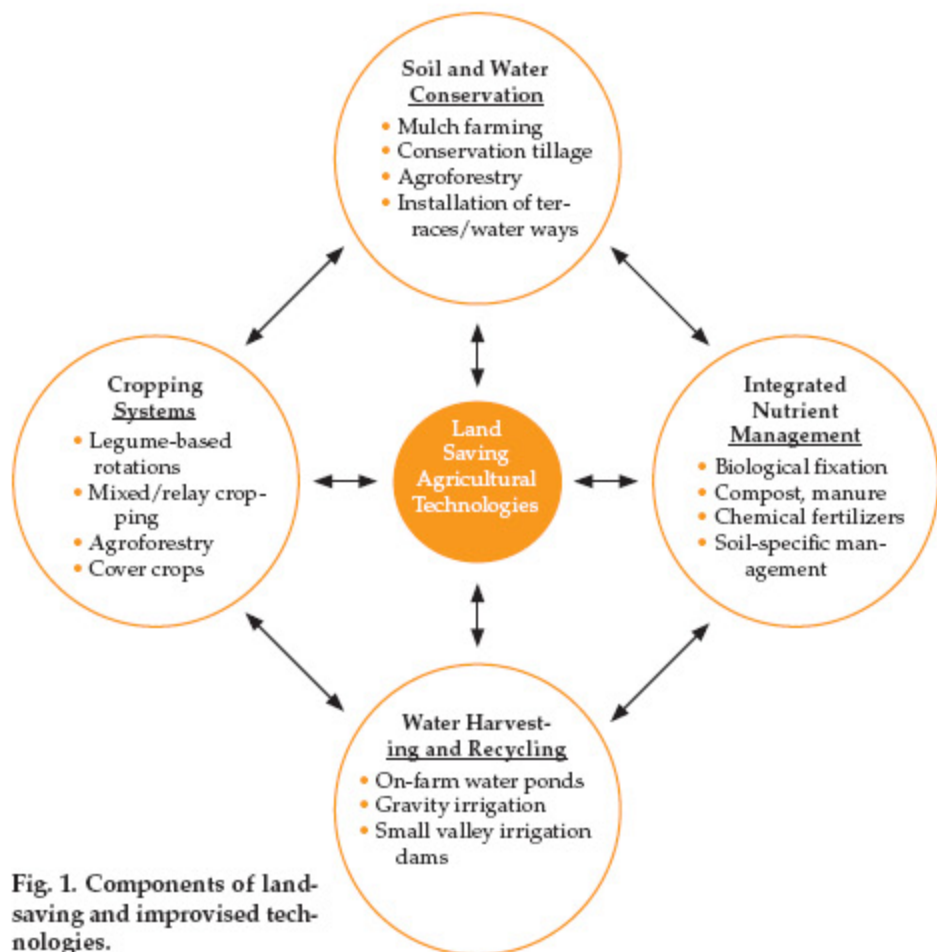 Soil and Water
Conservation
• Mulch farming
• Conservation tillage
• Agroforestry
• Installation of ter-
races/water ways
Cropping
Systems
• Legume-based
rotations
• Mixed/relay crop-
ping
• Agroforestry
• Cover crops
Land
Saving
Agricultural
Technologies
Integrated
Nutrient
Management
• Biological fixation
• Compost, manure
• Chemical fertilizers
• Soil-specific man-
agement
Water Harvest-
ing and Recycling
• On-farm water ponds
• Gravity irrigation
• Small valley irrigation
dams
Fig. 1. Components of land-
saving and improvised tech-
nologies.